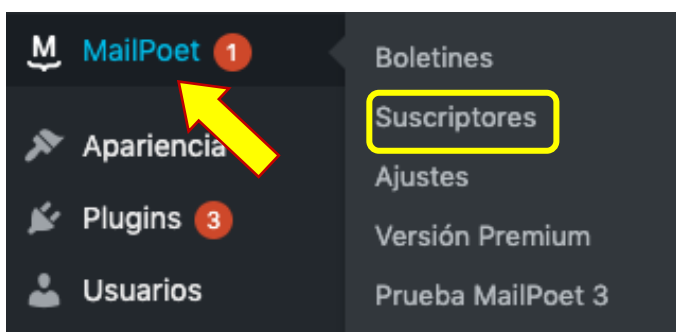 MailPoet 1
Apariencia
Plugins 3
Usuarios
Boletines
Suscriptores
Ajustes
Versión Premium
Prueba MailPoet 3